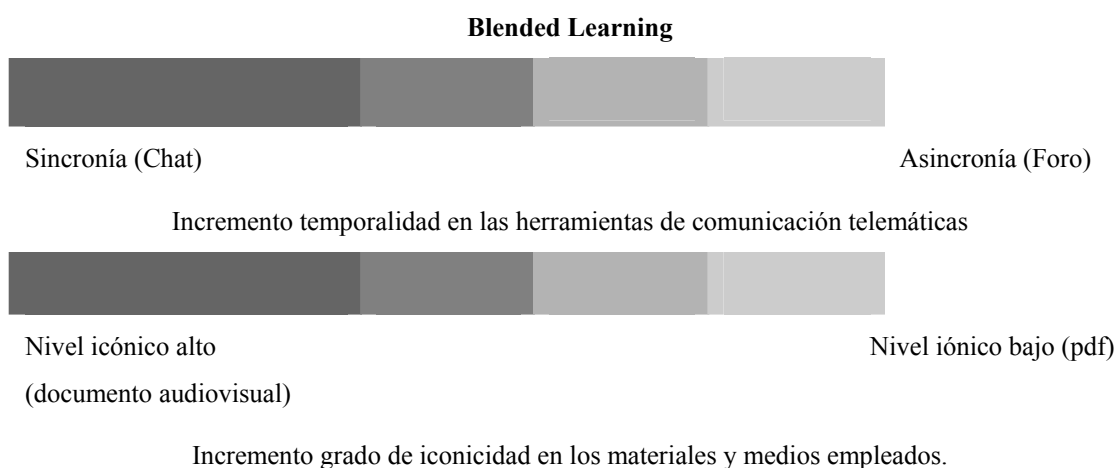 Blended Learning
Sincronía (Chat)
Asincronía (Foro)
Incremento temporalidad en las herramientas de comunicación telemáticas
Nivel icónico alto
Nivel iónico bajo (pdf)
(documento audiovisual)
Incremento grado de iconicidad en los materiales y medios empleados.